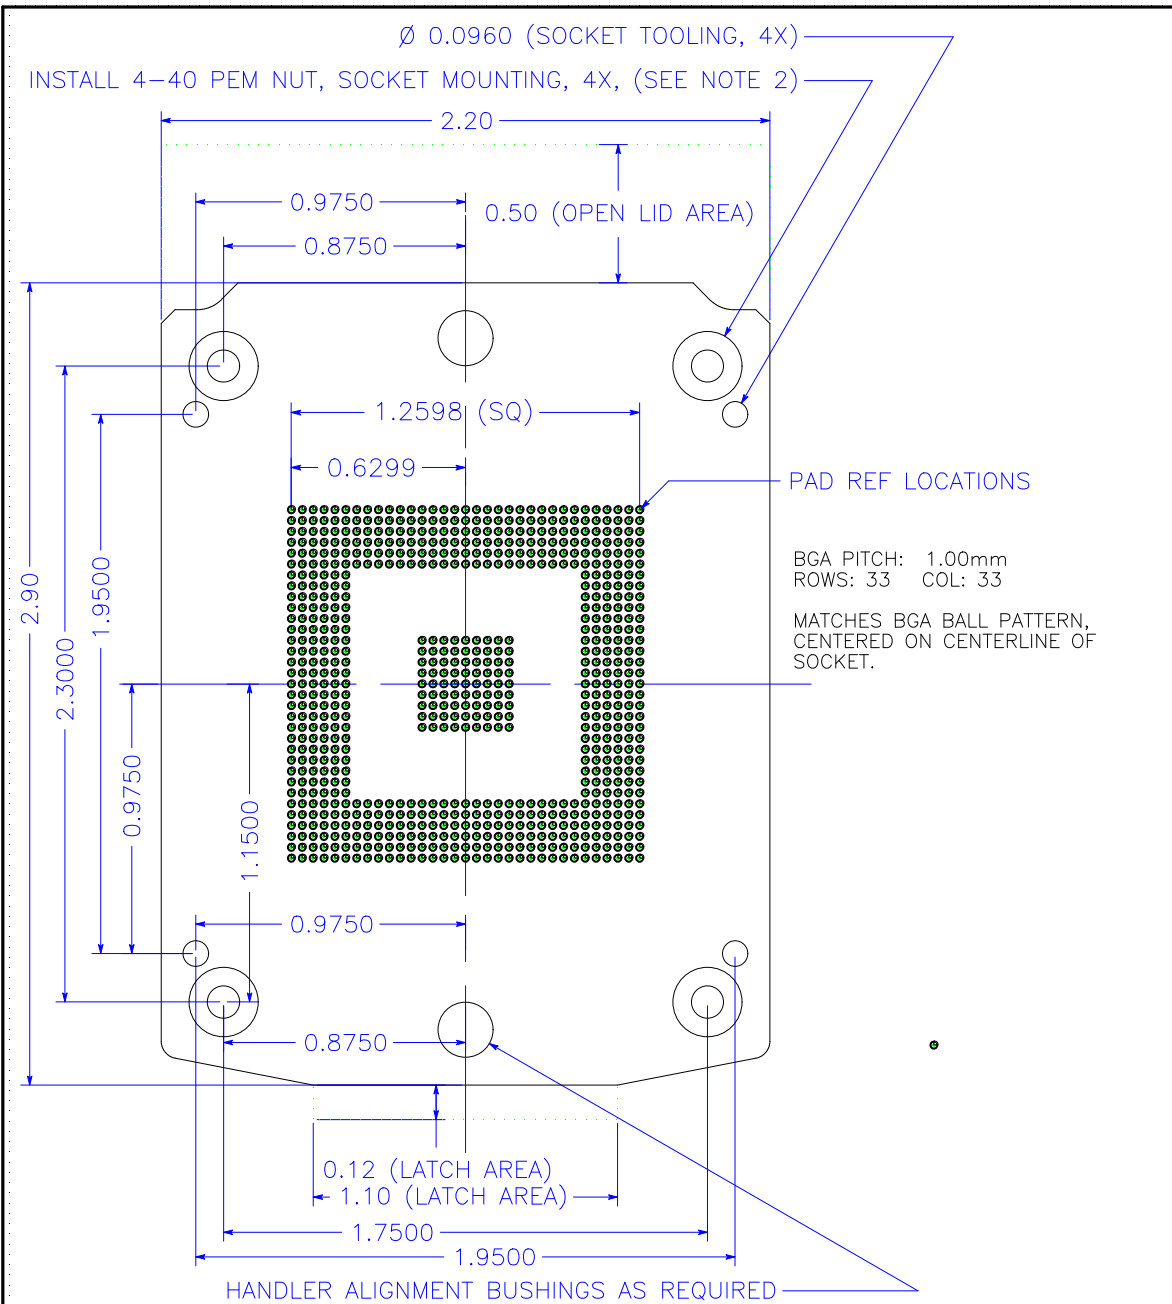 Ø 0.0960 (SOCKET TOOLING, 4X)
INSTALL 4-40 PEM NUT, SOCKET MOUNTING, 4X, (SEE NOTE 2)
2.20
0.9750
0.50 (OPEN LID AREA)
0.8750
1.2598 (SQ)
0.6299
PAD REF LOCATIONS
BGA PITCH: 1.00mm
ROWS: 33 COL: 33
MATCHES BGA BALL PATTERN,
CENTERED ON CENTERLINE OF
SOCKET.
2.90
1.9500
2.3000
0.9750
1.1500
0.9750
0.8750
0.12 (LATCH AREA)
1.10 (LATCH AREA)
1.7500
1.9500
HANDLER ALIGNMENT BUSHINGS AS REQUIRED